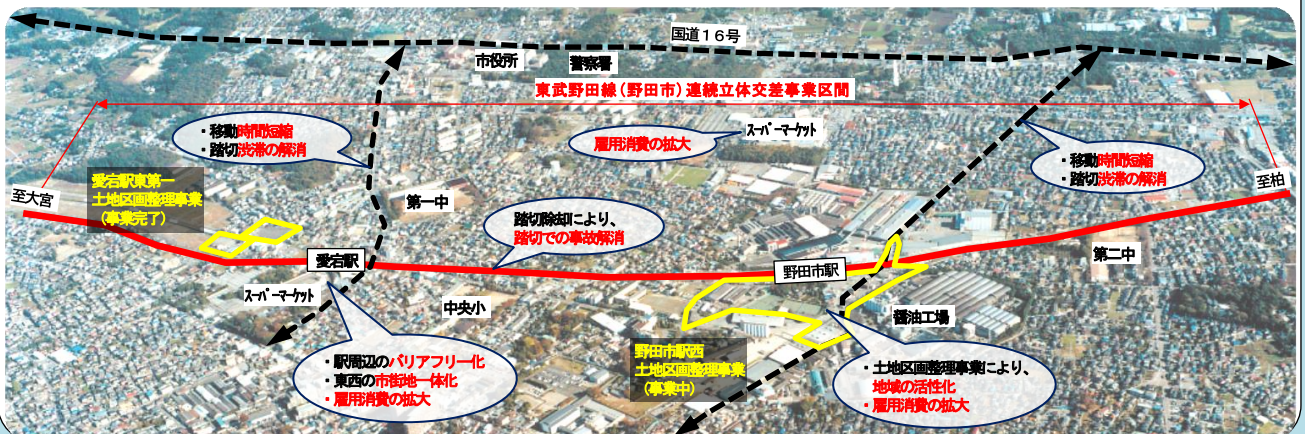 国道16号
市役所
警察署
東武野田線(野田市)連続立体交差事業区間
・移動時間短縮
・踏切渋滞の解消
雇用消費の拡大
スーパーマーケット
・移動時間短縮
・踏切渋滞の解消
至大宮
愛宕駅東第一
土地区画整理事業
(事業完了)
第一中
踏切除却により、
踏切での事故解消
至柏
愛宕駅
野田市駅
第二中
スーパーマーケット
中央小
醤油工場
・駅周辺のバリアフリー化
・東西の市街地一体化
・雇用消費の拡大
野田市駅西
土地区画整理事業
(事業中)
・土地区画整理事業により、
地域の活性化
・雇用消費の拡大